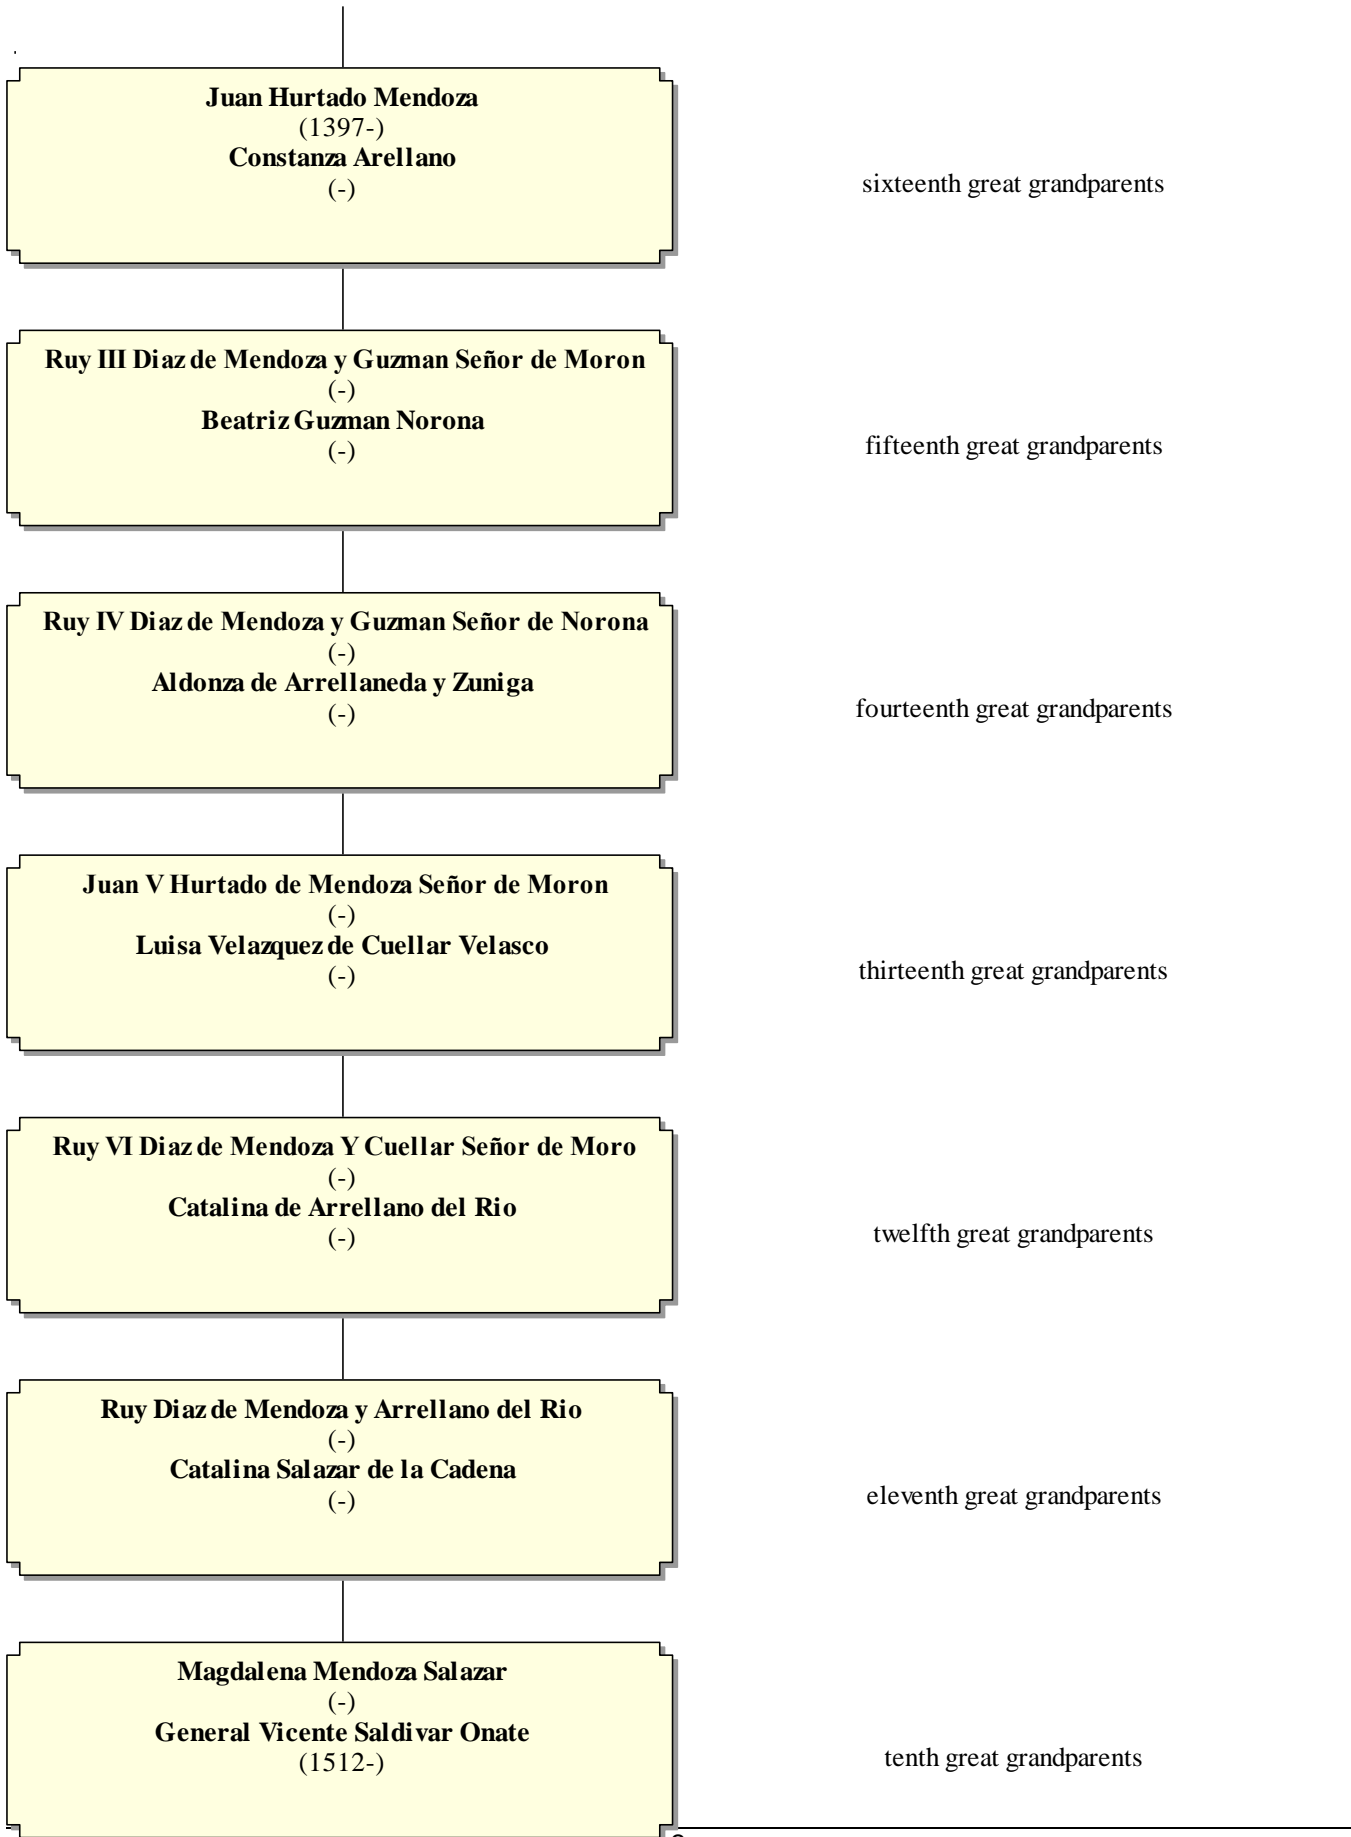 Juan Hurtado Mendoza
(1397-)
Constanza Arellano
(-)
sixteenth great grandparents
Ruy III Diaz de Mendoza y Guzman Señor de Moron
(-)
Beatriz Guzman Norona
(-)
fifteenth great grandparents
Ruy IV Diaz de Mendoza y Guzman Señor de Norona
(-)
Aldonza de Arrellaneda y Zuniga
(-)
fourteenth great grandparents
Juan V Hurtado de Mendoza Señor de Moron
(-)
Luisa Velazquez de Cuellar Velasco
(-)
thirteenth great grandparents
Ruy VI Diaz de Mendoza Y Cuellar Señor de Moro
(-)
Catalina de Arrellano del Rio
(-)
twelfth great grandparents
Ruy Diaz de Mendoza y Arrellano del Rio
(-)
Catalina Salazar de la Cadena
(-)
eleventh great grandparents
Magdalena Mendoza Salazar
(-)
General Vicente Saldivar Onate
(1512-)
tenth great grandparents